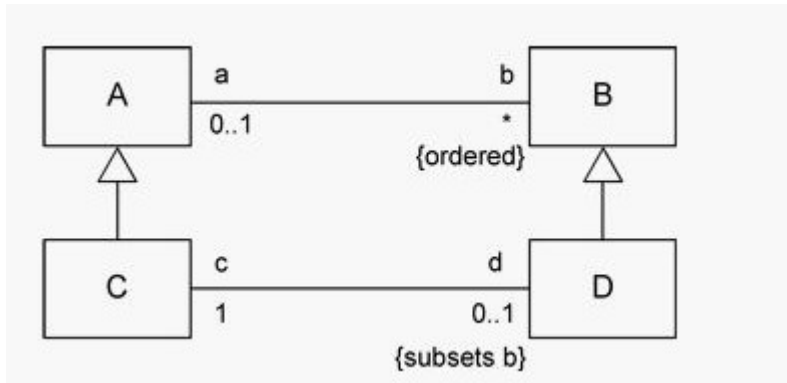 a b
A B
0..1 *
{ordered}
c d
C D
1 0..1
{subsets b}